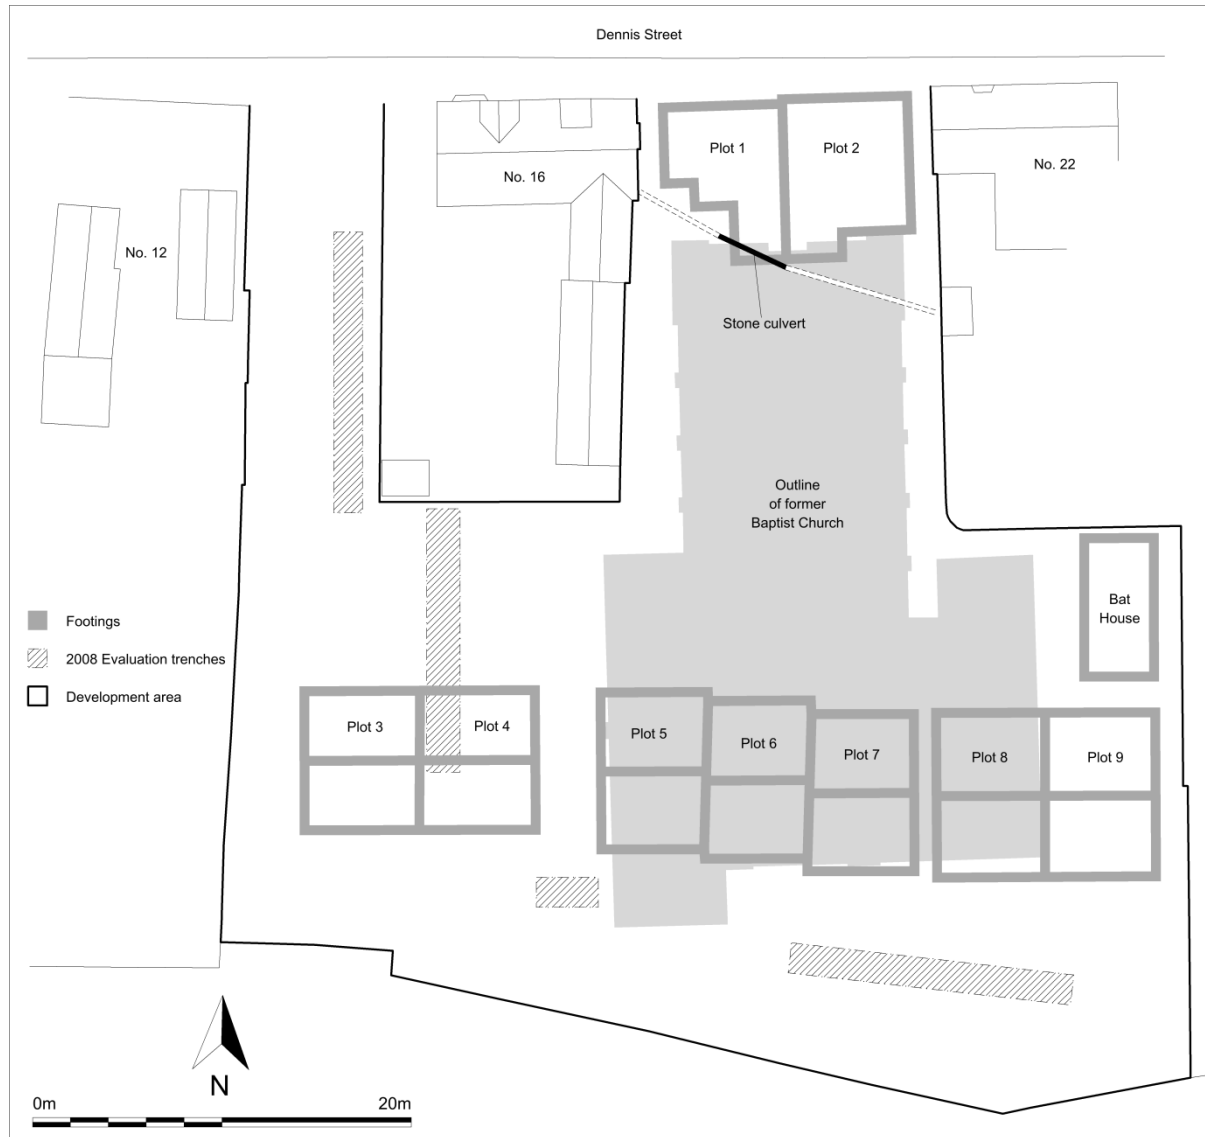 Dennis Street
Plot 1
Plot 2
No. 22
No. 16
No. 12
Stone culvert
Outline
of former
Baptist Church
Bat
House
Footings
2008 Evaluation trenches
Development area
Plot 3
Plot 4
Plot 5
Plot 6
Plot 7
Plot 8
Plot 9
N
0m
20m